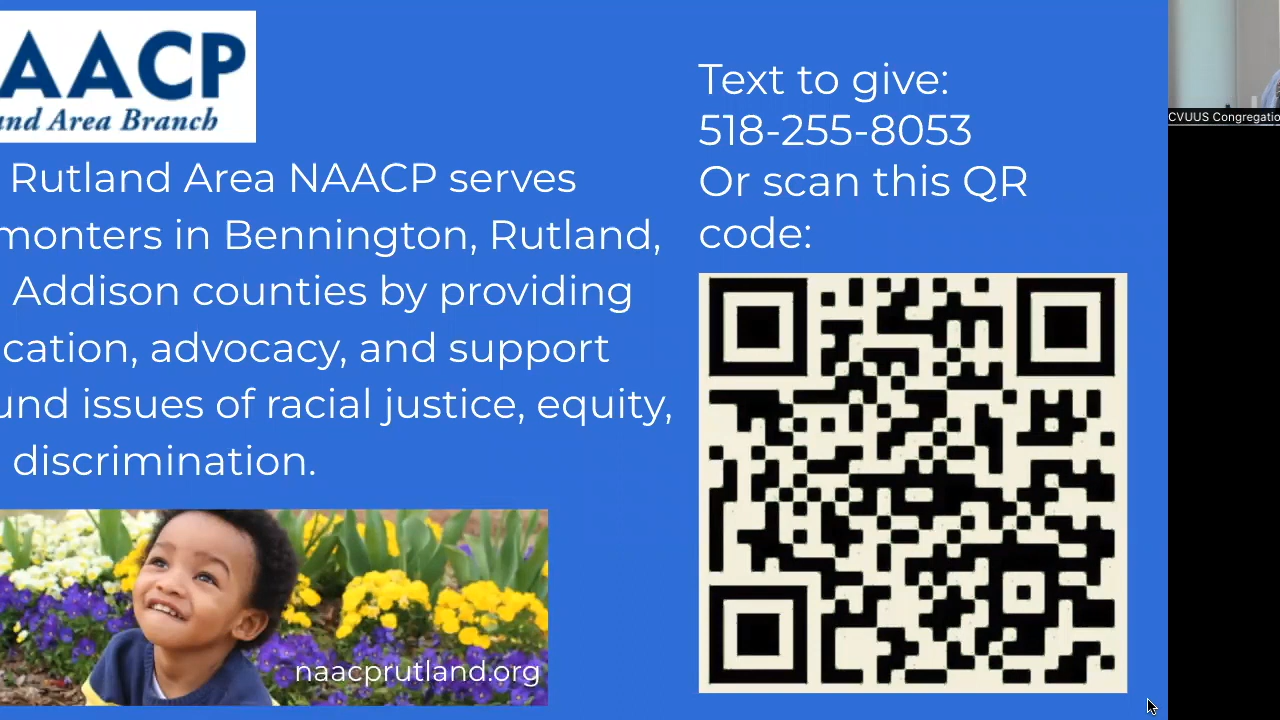 AACP
and Area Branch
Rutland Area NAACP serves
monters in Bennington, Rutland,
Addison counties by providing
cation, advocacy, and support
und issues of racial justice, equity,
discrimination.
naacprutland.org
Text to give:
518-255-8053
Or scan this QR
code:
CVUUS Congregatio